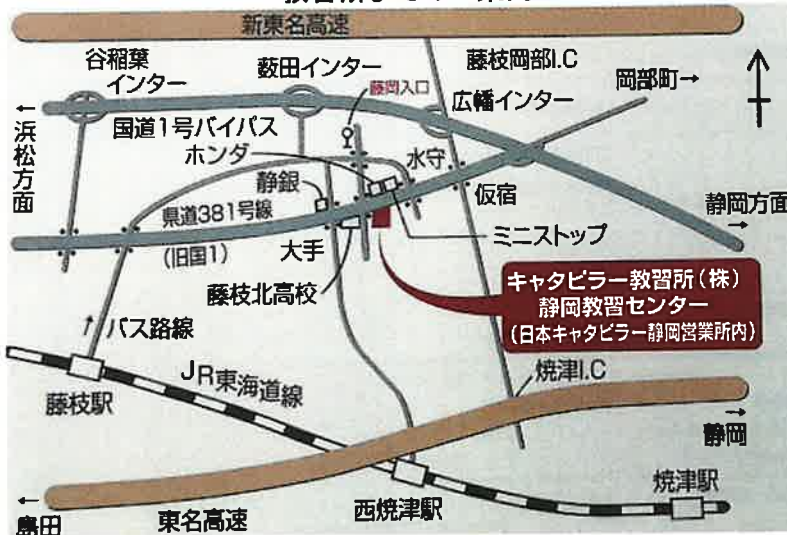 新東名高速
谷稲葉
インター
薮田インター
藤枝岡部I.C
岡部町→
藤岡入口
広幡インター
←浜松方面
国道1号バイパス
ホンダ
水守
静銀
仮宿
静岡方面
→
県道381号線
(旧国1)
大手
ミニストップ
藤枝北高校
キャタピラー教習所(株)
静岡教習センター
(日本キャタピラー静岡営業所内)
バス路線
JR東海道線
焼津I.C
藤枝駅
→
静岡
←
島田
東名高速
西焼津駅
焼津駅